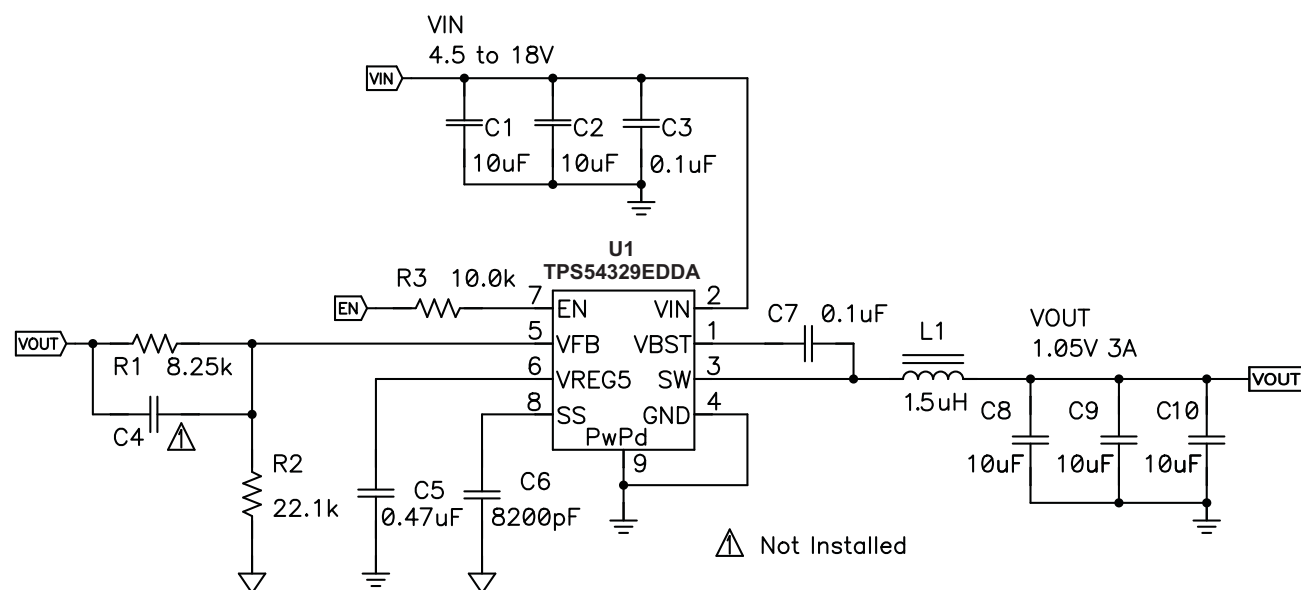 VIN
4.5 to 18V
VIN
C1
C2
C3
10uF
10uF
0.1uF
U1
TPS54329EDDA
R3 10.0k
EN
7
EN
VIN
2
C7 0.1uF
VOUT
R1 8.25k
5
VFB
VBST
1
L1
VOUT
1.05V 3A
6
VREG5
SW
3
1.5uH
VOUT
C4
1
8
SS
GND
4
C8
C9
C10
PwPd
9
10uF
10uF
10uF
R2
22.1k
C5
0.47uF
C6
8200pF
1 Not Installed